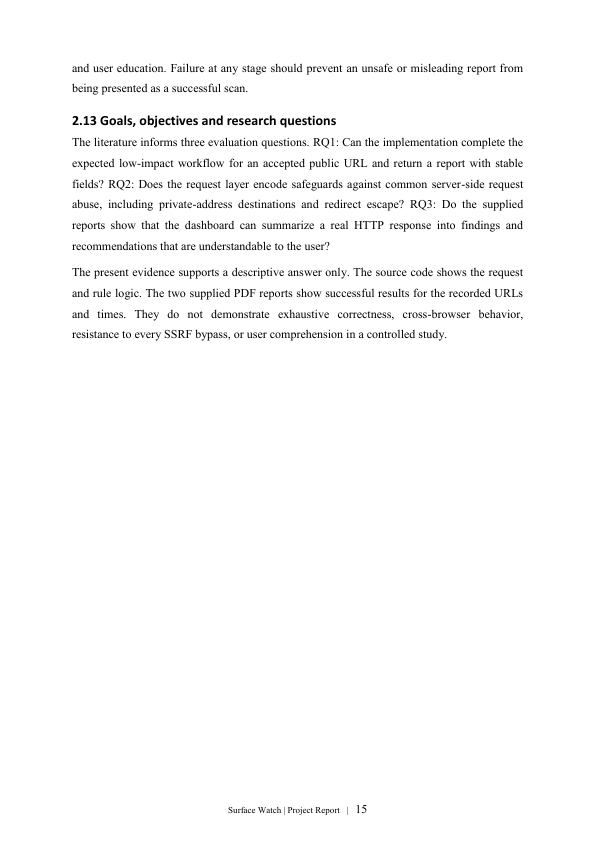 and user education. Failure at any stage should prevent an unsafe or misleading report from
being presented as a successful scan.
2.13 Goals, objectives and research questions
The literature informs three evaluation questions. RQ1: Can the implementation complete the
expected low-impact workflow for an accepted public URL and return a report with stable
fields? RQ2: Does the request layer encode safeguards against common server-side request
abuse, including private-address destinations and redirect escape? RQ3: Do the supplied
reports show that the dashboard can summarize a real HTTP response into findings and
recommendations that are understandable to the user?
The present evidence supports a descriptive answer only. The source code shows the request
and rule logic. The two supplied PDF reports show successful results for the recorded URLs
and times. They do not demonstrate exhaustive correctness, cross-browser behavior,
resistance to every SSRF bypass, or user comprehension in a controlled study.
Surface Watch | Project Report | 15